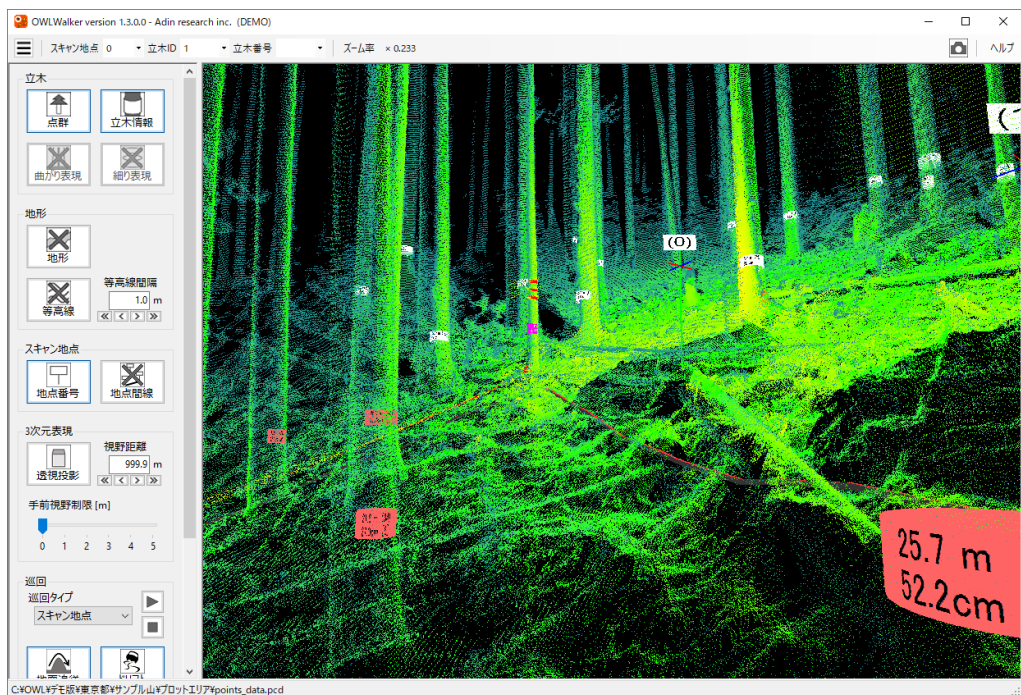 OWLWalker version 1.3.0.0 - Adin research inc. (DEMO)
スキャン地点 0 立木ID 1 立木番号 ズーム率 × 0.233 ヘルプ
立木
点群 立木情報
曲がり表現 細り表現
地形
地形
等高線間隔
1.0 m
等高線
スキャン地点
地点番号 地点間線
3次元表現
視野距離
999.9 m
透視投影
手前視野制限 [m]
0 1 2 3 4 5
巡回
巡回タイプ
スキャン地点
(0)
25.7 m
52.2cm
C:¥OWL¥デモ版¥東京都¥サンプル山¥プロットエリア¥points_data.pcd